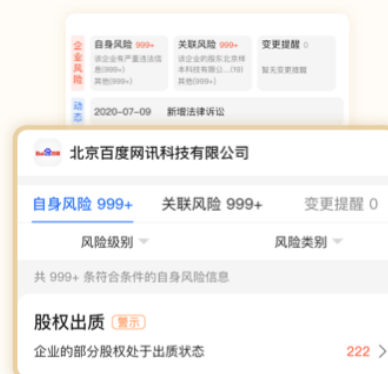 企业风险
自身风险 999+
关联风险 999+
变更提醒 0
该企业有严重违法信
息(999+)
其他(999+)
该企业的股东北京样
本科技有限公...(19)
其他(999+)
暂无变更提醒
动态
2020-07-09 新增法律诉讼
北京百度网讯科技有限公司
自身风险 999+
关联风险 999+
变更提醒 0
风险级别
风险类别
共 999+ 条符合条件的自身风险信息
股权出质 警示
企业的部分股权处于出质状态
222 >